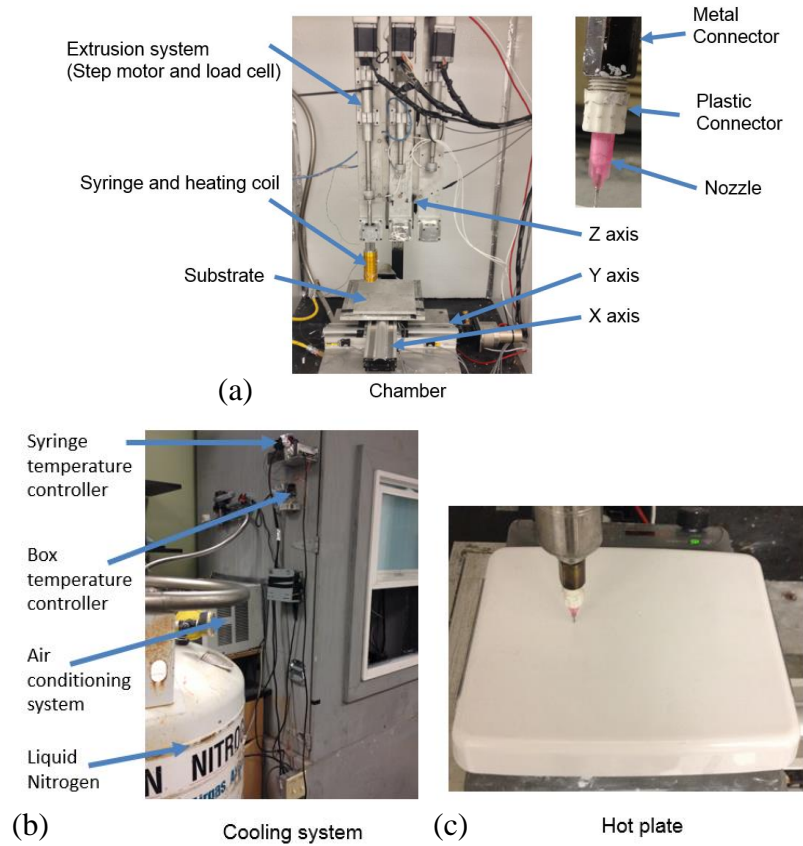 Extrusion system
(Step motor and load cell)
Syringe and heating coil
Substrate
Metal
Connector
Plastic
Connector
Nozzle
Z axis
Y axis
X axis
(a)
Chamber
Syringe
temperature
controller
Box
temperature
controller
Air
conditioning
system
Liquid
Nitrogen
N NITRO
(b)
Cooling system
(c)
Hot plate